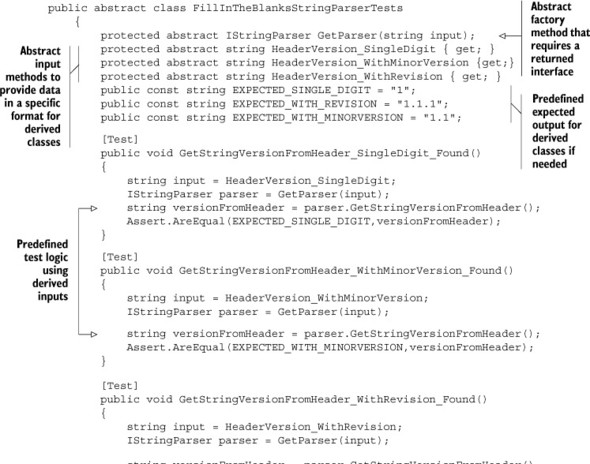 public abstract class FillInTheBlanksStringParserTests
{
protected abstract IStringParser GetParser(string input);
protected abstract string HeaderVersion_SingleDigit { get; }
protected abstract string HeaderVersion_WithMinorVersion {get;}
protected abstract string HeaderVersion_WithRevision { get; }
public const string EXPECTED_SINGLE_DIGIT = "1";
public const string EXPECTED_WITH_REVISION = "1.1.1";
public const string EXPECTED_WITH_MINORVERSION = "1.1";
Abstract
factory
method that
requires a
returned
interface
Abstract
input
methods to
provide data
in a specific
format for
derived
classes
Predefined
expected
output for
derived
classes if
needed
[Test]
public void GetStringVersionFromHeader_SingleDigit_Found()
{
string input = HeaderVersion_SingleDigit;
IStringParser parser = GetParser(input);
string versionFromHeader = parser.GetStringVersionFromHeader();
Assert.AreEqual(EXPECTED_SINGLE_DIGIT,versionFromHeader);
}
Predefined
test logic
using
derived
inputs
[Test]
public void GetStringVersionFromHeader_WithMinorVersion_Found()
{
string input = HeaderVersion_WithMinorVersion;
IStringParser parser = GetParser(input);
string versionFromHeader = parser.GetStringVersionFromHeader();
Assert.AreEqual(EXPECTED_WITH_MINORVERSION,versionFromHeader);
}
[Test]
public void GetStringVersionFromHeader_WithRevision_Found()
{
string input = HeaderVersion_WithRevision;
IStringParser parser = GetParser(input);